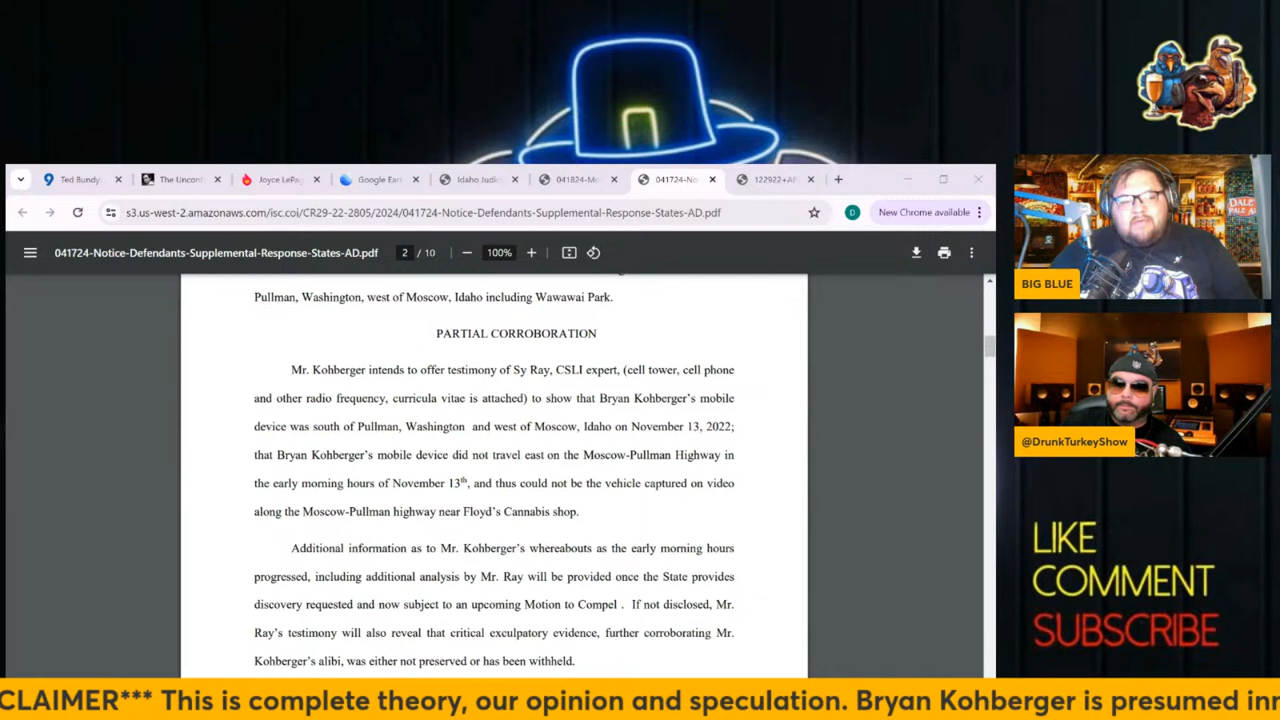 Ted Bundy:
The Uncon
Joyce LePa
Google Ear
Idaho Judic
041824-Mo
041724-No
122922+A
s3.us-west-2.amazonaws.com/isc.coi/CR29-22-2805/2024/041724-Notice-Defendants-Supplemental-Response-States-AD.pdf
D
New Chrome available
041724-Notice-Defendants-Supplemental-Response-States-AD.pdf
2 / 10
100%
Pullman, Washington, west of Moscow, Idaho including Wawawai Park.
PARTIAL CORROBORATION
Mr. Kohberger intends to offer testimony of Sy Ray, CSLI expert, (cell tower, cell phone
and other radio frequency, curricula vitae is attached) to show that Bryan Kohberger's mobile
device was south of Pullman, Washington and west of Moscow, Idaho on November 13, 2022;
that Bryan Kohberger's mobile device did not travel east on the Moscow-Pullman Highway in
the early morning hours of November 13th, and thus could not be the vehicle captured on video
along the Moscow-Pullman highway near Floyd's Cannabis shop.
Additional information as to Mr. Kohberger's whereabouts as the early morning hours
progressed, including additional analysis by Mr. Ray will be provided once the State provides
discovery requested and now subject to an upcoming Motion to Compel . If not disclosed, Mr.
Ray's testimony will also reveal that critical exculpatory evidence, further corroborating Mr.
Kohberger's alibi, was either not preserved or has been withheld.
DALE'S
PALE A
BIG BLUE
@DrunkTurkeyShow
LIKE
COMMENT
SUBSCRIBE
CLAIMER*** This is complete theory, our opinion and speculation. Bryan Kohberger is presumed inn